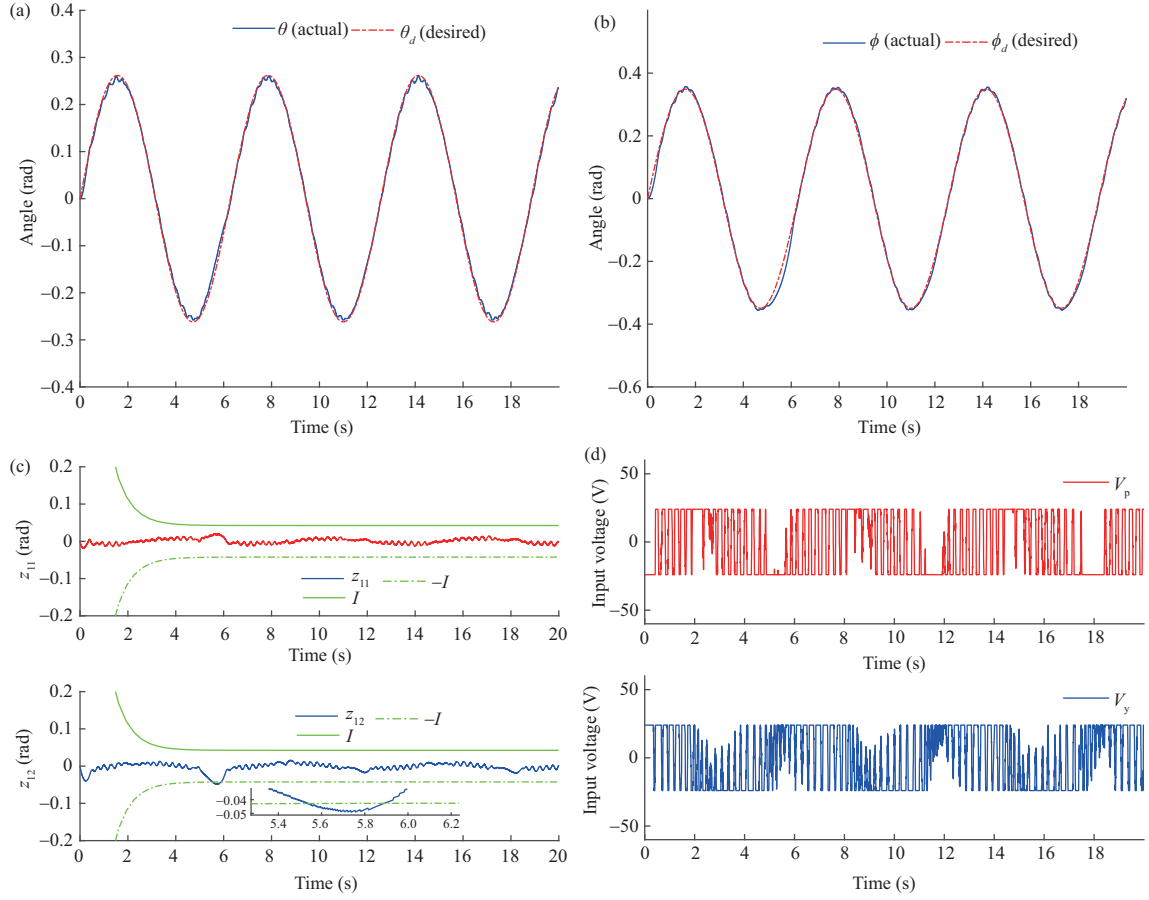 (a)
θ (actual) θd (desired)
0.4
0.3
0.2
0.1
0
−0.1
−0.2
−0.3
−0.4
Angle (rad)
0 2 4 6 8 10 12 14 16 18
Time (s)
(b)
ϕ (actual) ϕd (desired)
0.4
0.2
0
−0.2
−0.4
−0.6
Angle (rad)
0 2 4 6 8 10 12 14 16 18
Time (s)
(c)
0.2
0.1
0
−0.1
−0.2
z11 (rad)
z11 −I
I
0 2 4 6 8 10 12 14 16 18 20
Time (s)
0.2
0.1
0
−0.1
−0.2
z12 (rad)
z12 −I
I
−0.04
−0.05
5.4 5.6 5.8 6.0 6.2
0 2 4 6 8 10 12 14 16 18 20
Time (s)
(d)
50
0
−50
Input voltage (V)
Vp
0 2 4 6 8 10 12 14 16 18
Time (s)
50
0
−50
Input voltage (V)
Vy
0 2 4 6 8 10 12 14 16 18
Time (s)